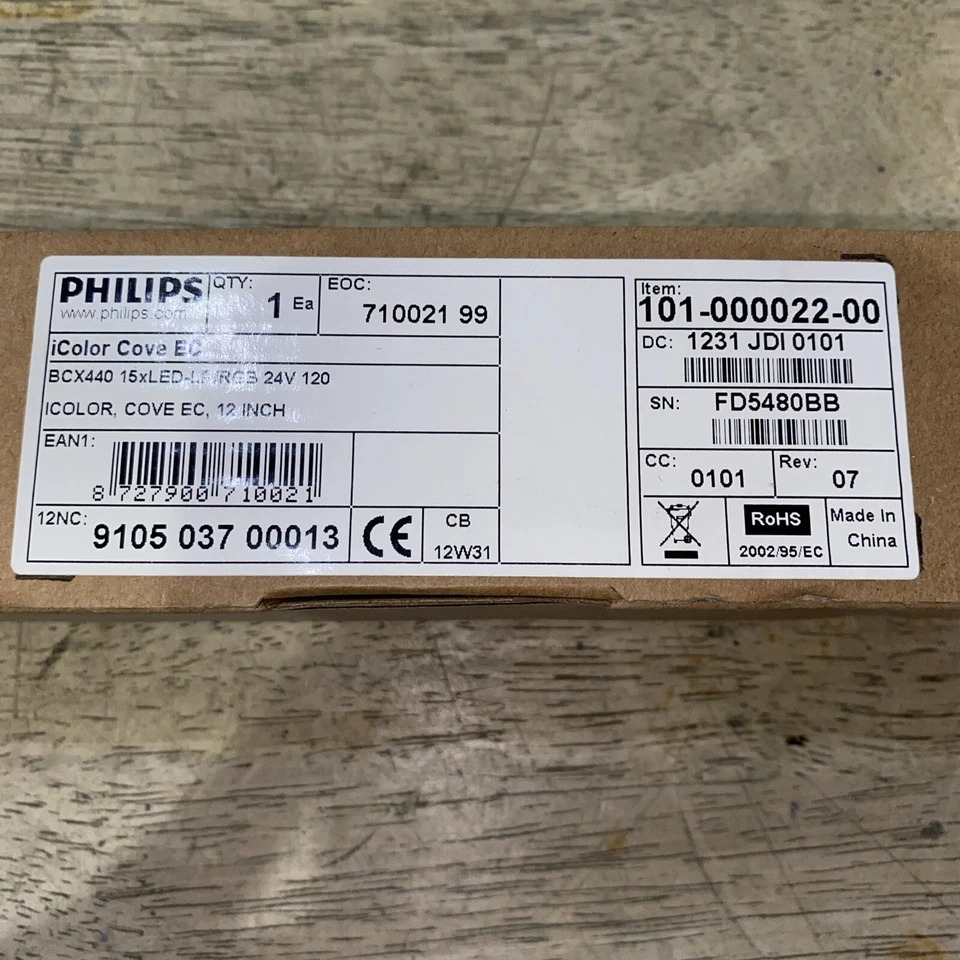 PHILIPS
www.philips.com
QTY:
1 Ea
EOC:
710021 99
iColor Cove EC
BCX440 15xLED- /RGB 24V 120
ICOLOR, COVE EC, 12 INCH
EAN1:
8 727900 710021
12NC:
9105 037 00013
CE
CB
12W31
Item:
101-000022-00
DC: 1231 JDI 0101
SN: FD5480BB
CC:
0101
Rev:
07
RoHS
2002/95/EC
Made In
China